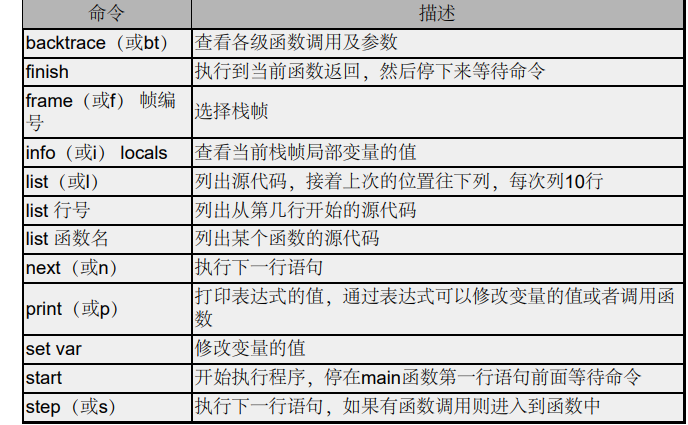 命令 描述
backtrace（或bt） 查看各级函数调用及参数
finish 执行到当前函数返回，然后停下来等待命令
frame（或f） 帧编
号 选择栈帧
info（或i） locals 查看当前栈帧局部变量的值
list（或l） 列出源代码，接着上次的位置往下列，每次列10行
list 行号 列出从第几行开始的源代码
list 函数名 列出某个函数的源代码
next（或n） 执行下一行语句
print（或p） 打印表达式的值，通过表达式可以修改变量的值或者调用函
数
set var 修改变量的值
start 开始执行程序，停在main函数第一行语句前面等待命令
step（或s） 执行下一行语句，如果有函数调用则进入到函数中